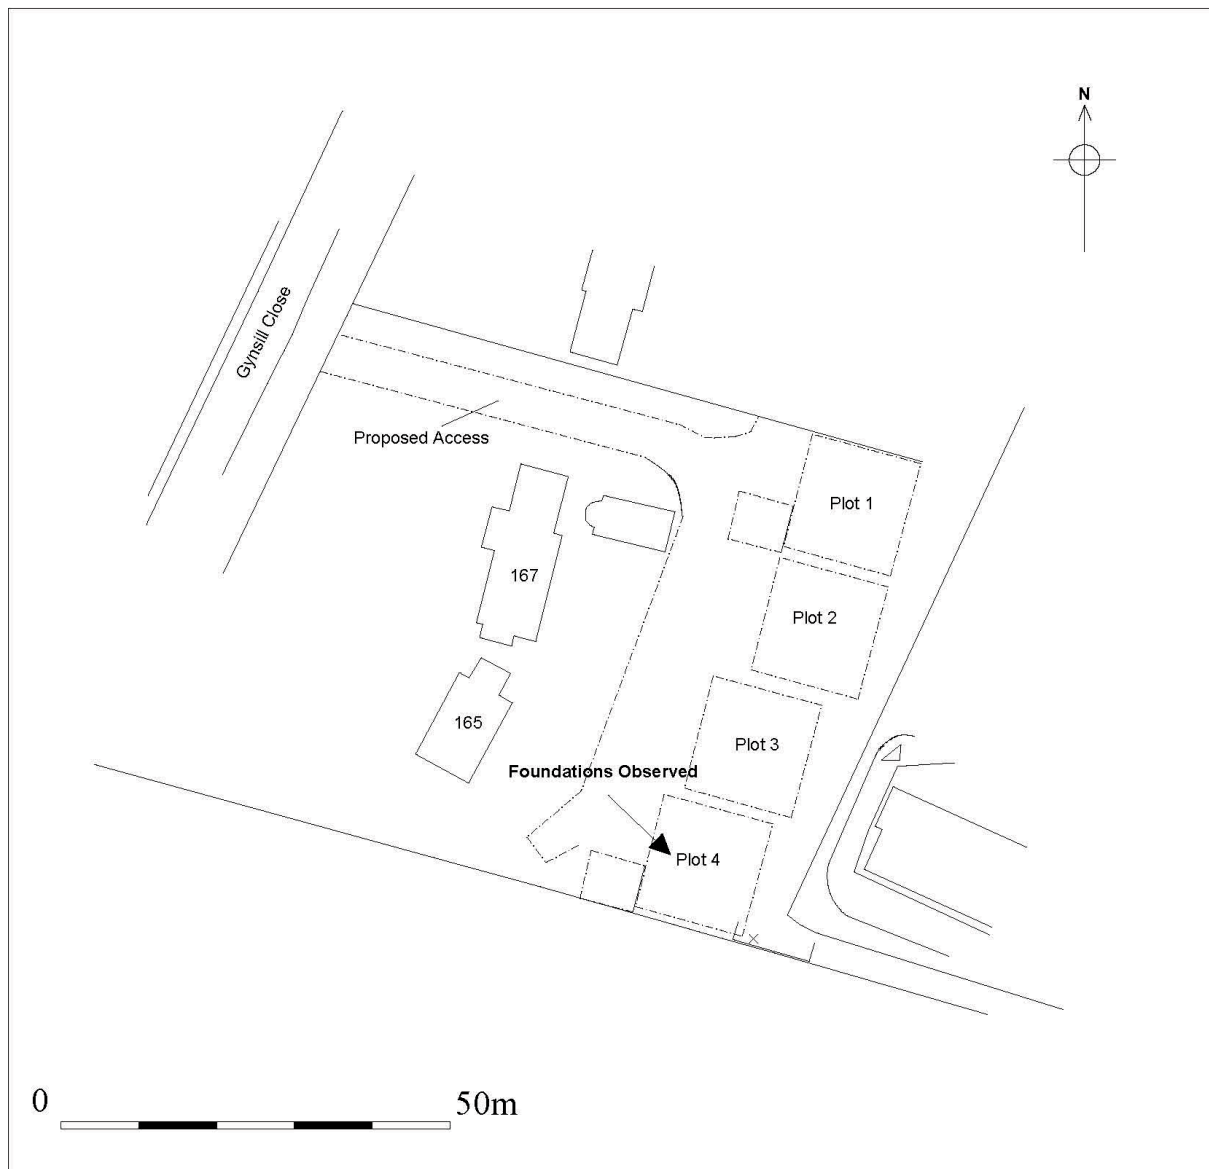 N
Gynsill Close
Proposed Access
Plot 1
167
Plot 2
165
Plot 3
Foundations Observed
Plot 4
0
50m